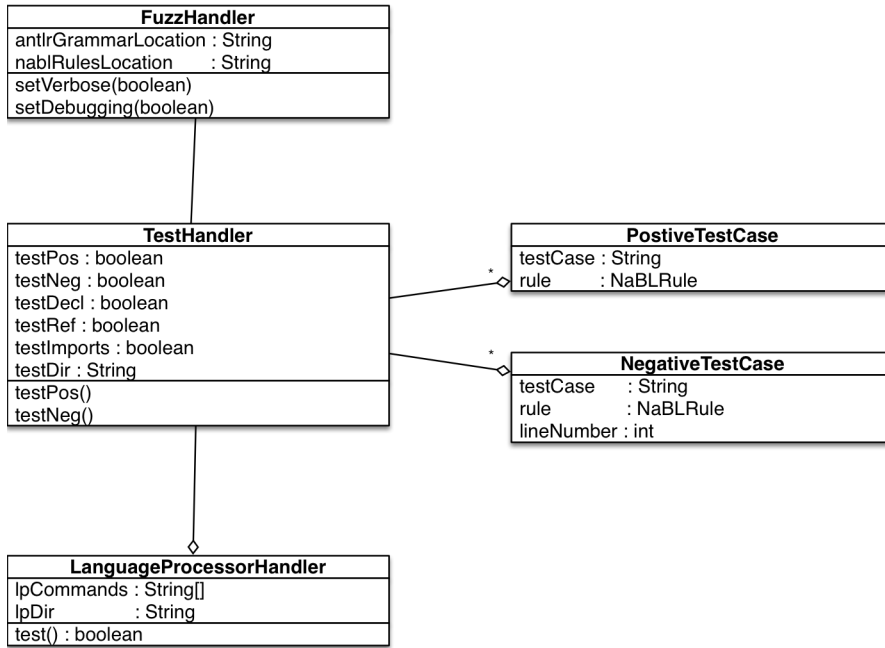 FuzzHandler
antlrGrammarLocation : String
nablRulesLocation : String
setVerbose(boolean)
setDebugging(boolean)
TestHandler
testPos : boolean
testNeg : boolean
testDecl : boolean
testRef : boolean
testImports : boolean
testDir : String
testPos()
testNeg()
*
PostiveTestCase
testCase : String
rule : NaBLRule
*
NegativeTestCase
testCase : String
rule : NaBLRule
lineNumber : int
LanguageProcessorHandler
lpCommands : String[]
lpDir : String
test() : boolean